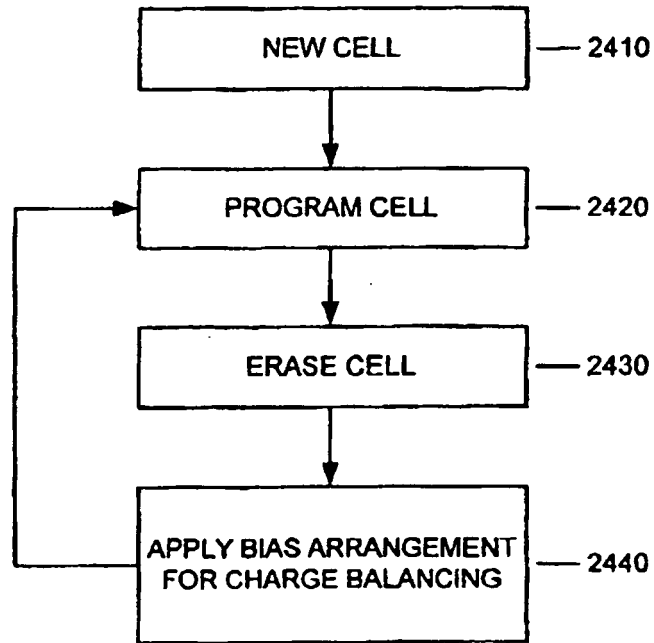 NEW CELL 2410
PROGRAM CELL 2420
ERASE CELL 2430
APPLY BIAS ARRANGEMENT
FOR CHARGE BALANCING 2440